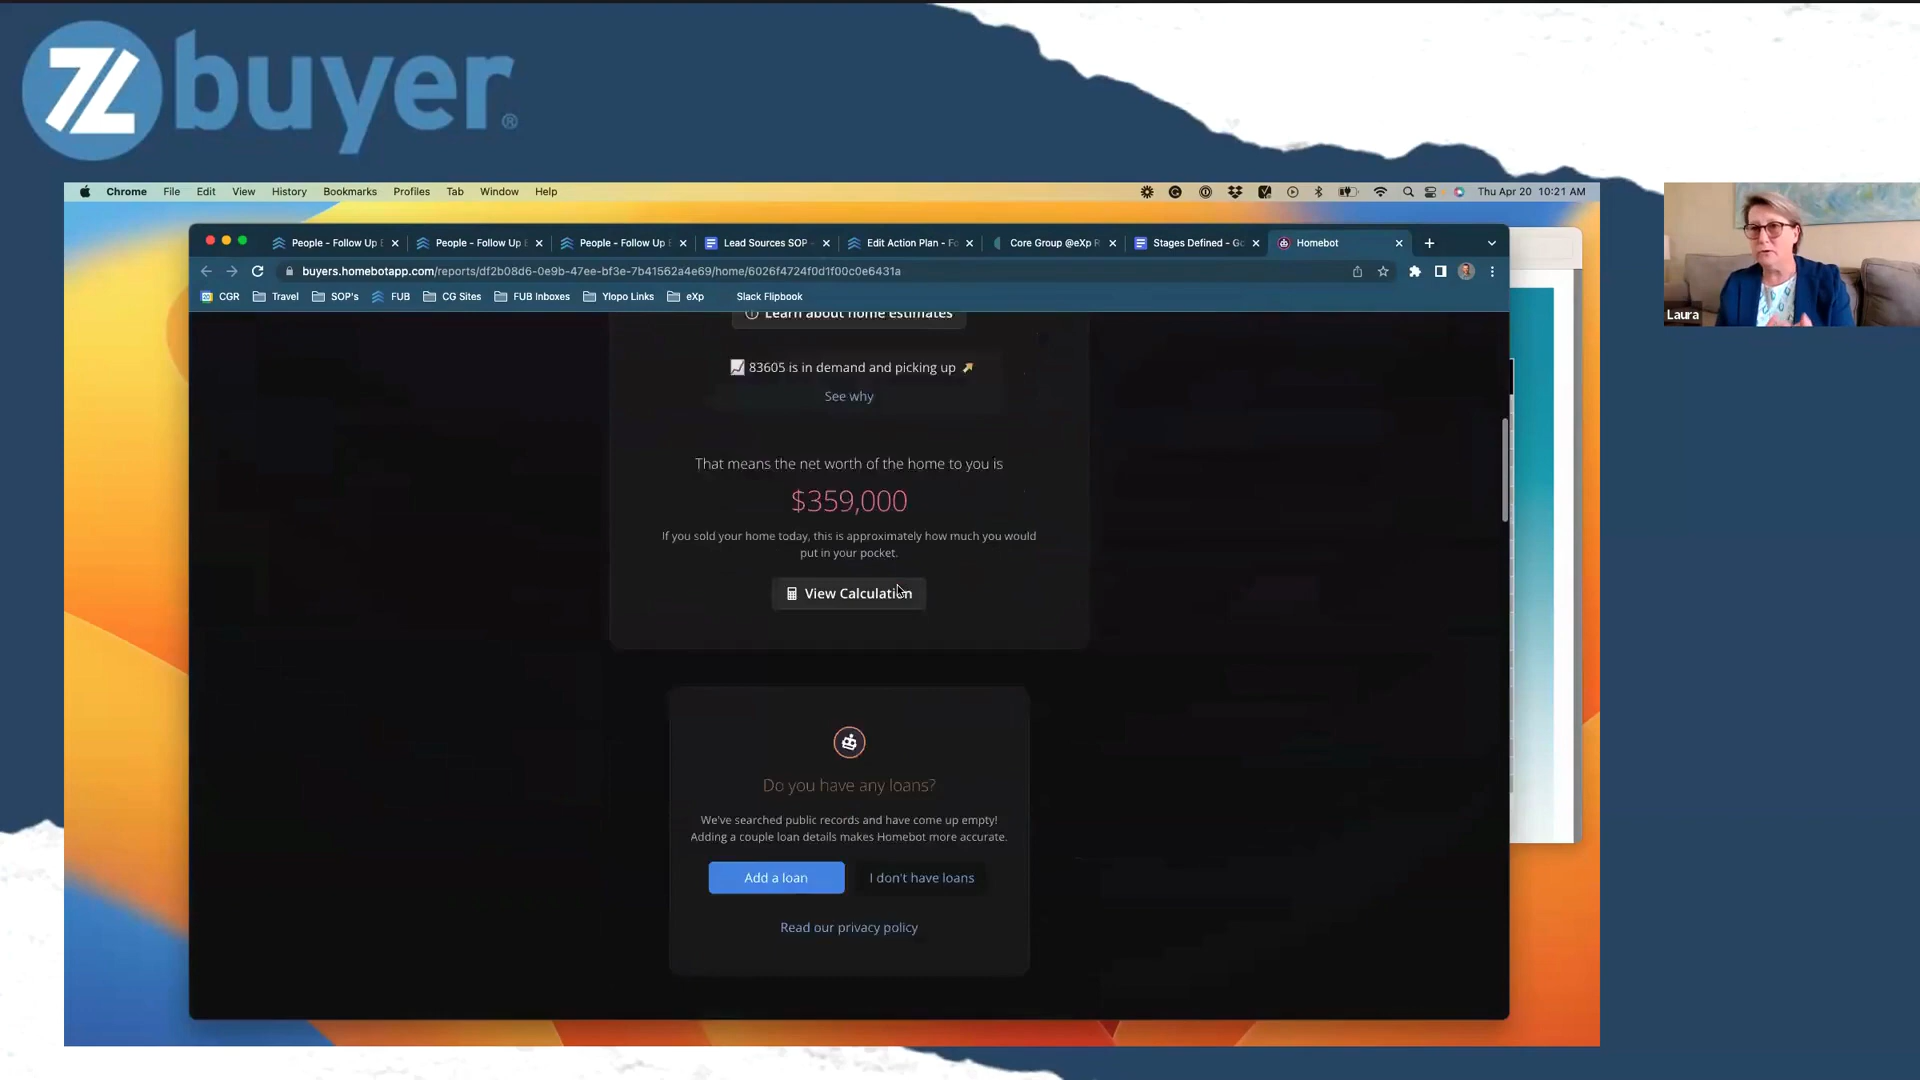 Zbuyer®
Chrome File Edit View History Bookmarks Profiles Tab Window Help Thu Apr 20 10:21 AM
People - Follow Up People - Follow Up People - Follow Up Lead Sources SOP Edit Action Plan - Fo Core Group @eXp R Stages Defined - Go Homebot
buyers.homebotapp.com/reports/df2b08d6-0e9b-47ee-bf3e-7b41562a4e69/home/6026f4724f0d1f00c0e6431a
CGR Travel SOP's FUB CG Sites FUB Inboxes Ylopo Links eXp Slack Flipbook
Laura
Learn about home estimates
83605 is in demand and picking up
See why
That means the net worth of the home to you is
$359,000
If you sold your home today, this is approximately how much you would
put in your pocket.
View Calculation
Do you have any loans?
We've searched public records and have come up empty!
Adding a couple loan details makes Homebot more accurate.
Add a loan I don't have loans
Read our privacy policy